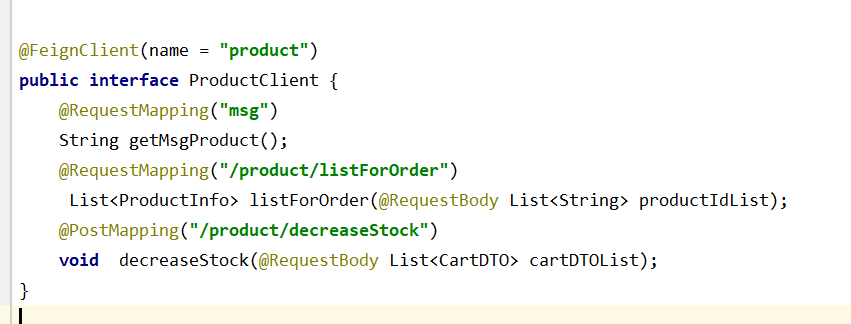 @FeignClient(name = "product")
public interface ProductClient {
    @RequestMapping("msg")
    String getMsgProduct();
    @RequestMapping("/product/listForOrder")
     List<ProductInfo> listForOrder(@RequestBody List<String> productIdList);
    @PostMapping("/product/decreaseStock")
    void  decreaseStock(@RequestBody List<CartDTO> cartDTOList);
}